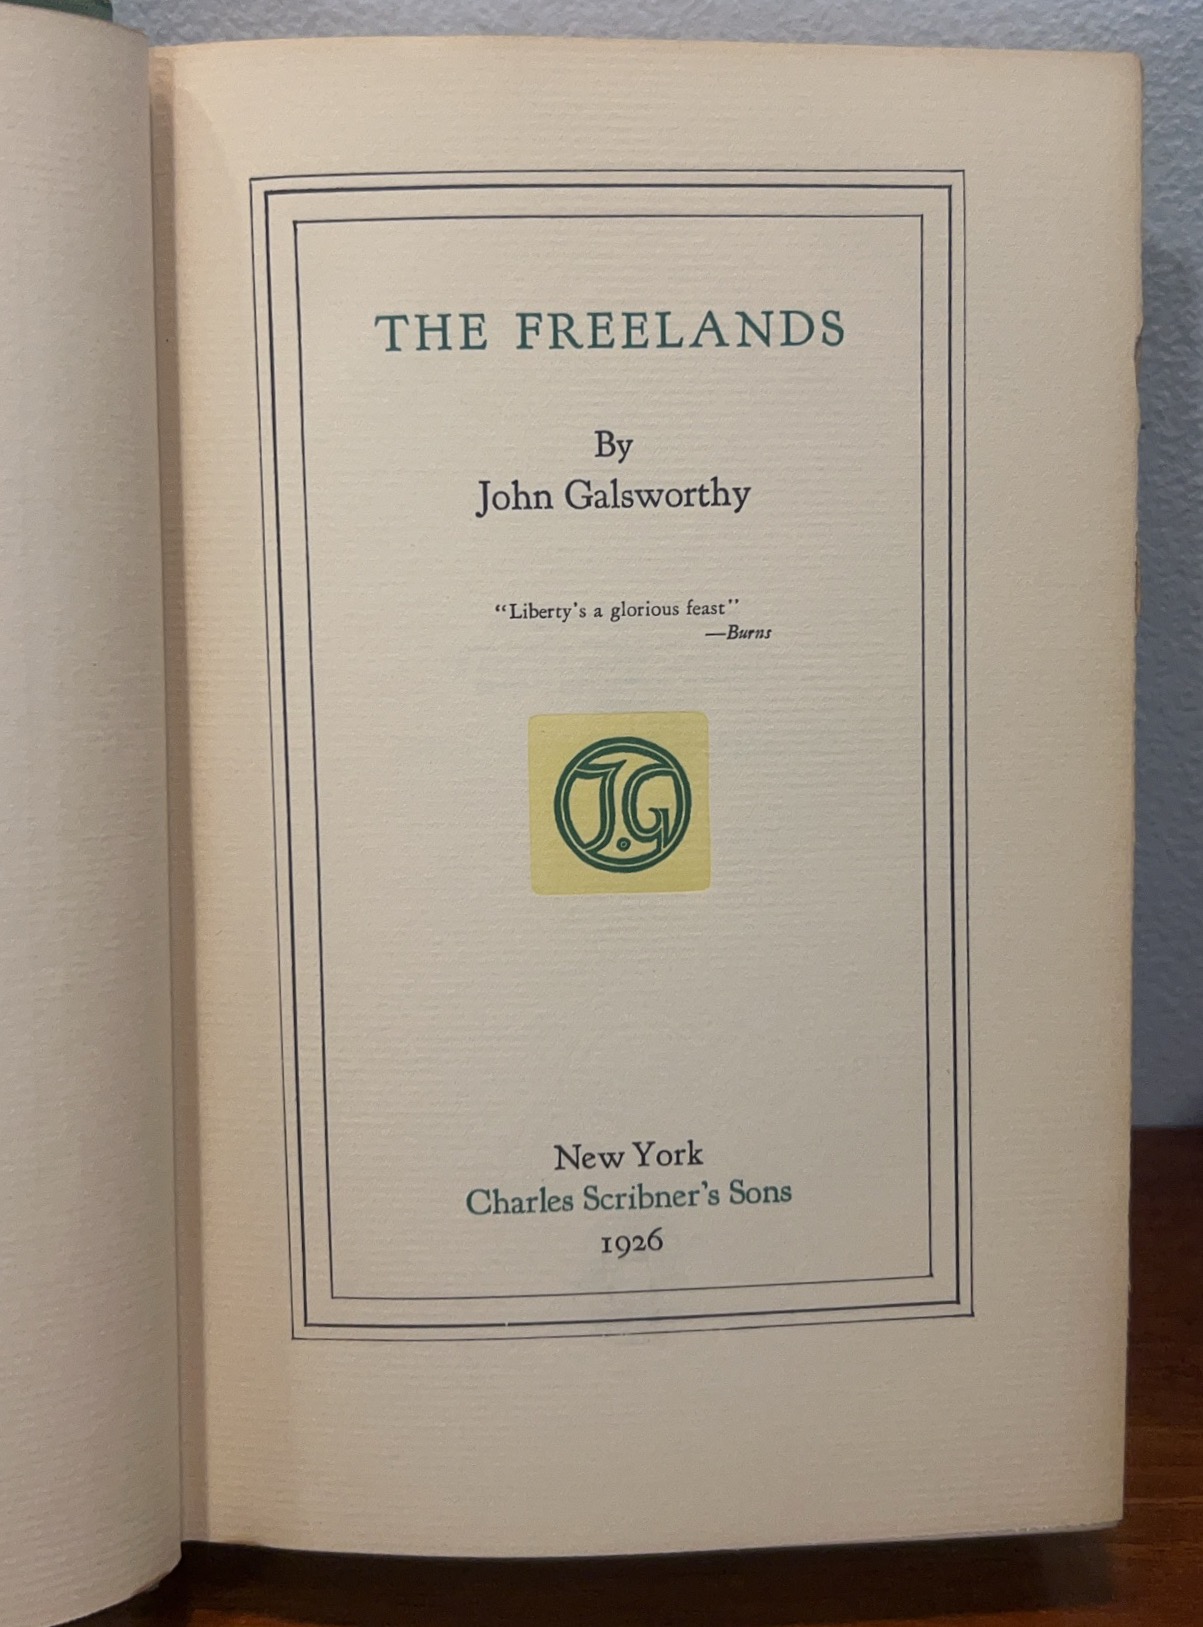 THE FREELANDS
By
John Galsworthy
“Liberty's a glorious feast”
—Burns
J.G
New York
Charles Scribner's Sons
1926